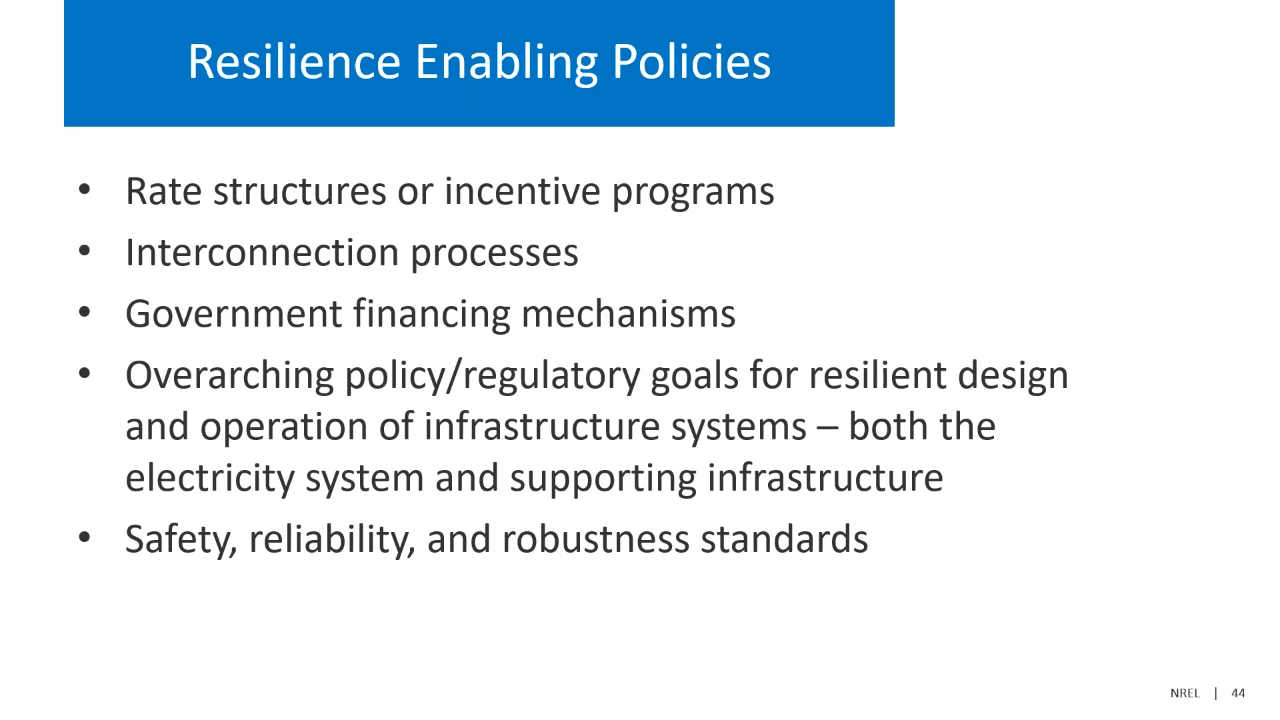 Resilience Enabling Policies
• Rate structures or incentive programs
• Interconnection processes
• Government financing mechanisms
• Overarching policy/regulatory goals for resilient design
and operation of infrastructure systems – both the
electricity system and supporting infrastructure
• Safety, reliability, and robustness standards
NREL | 44